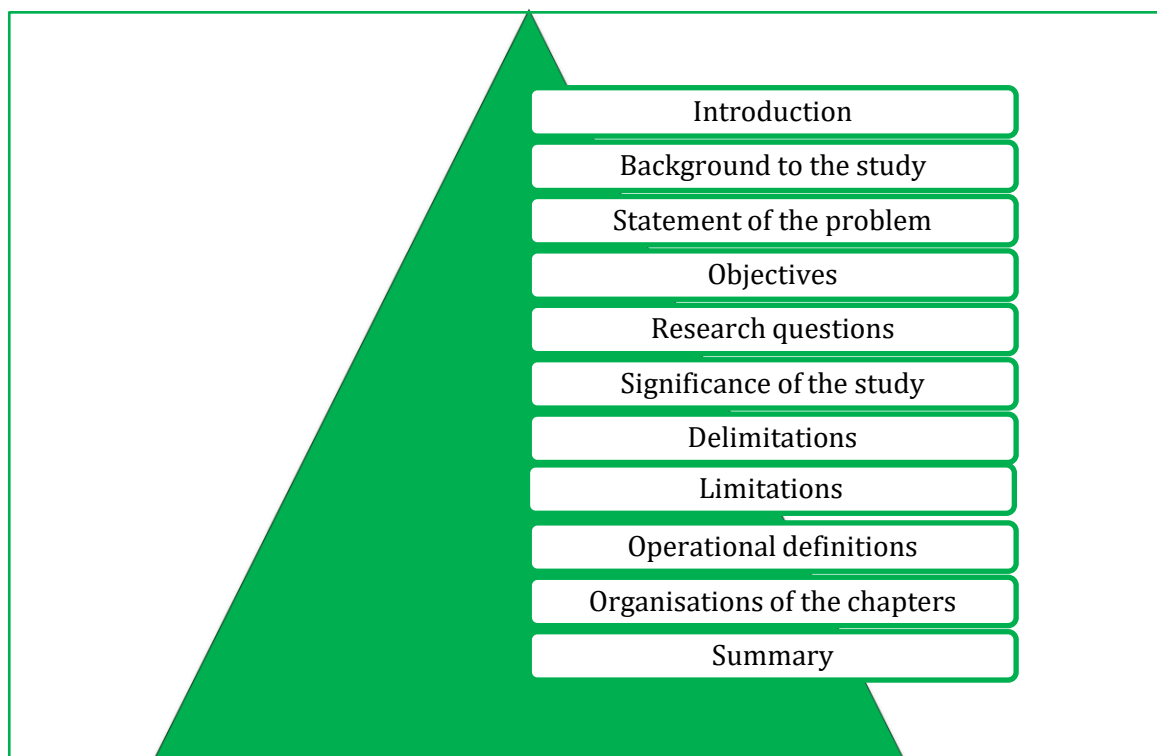 Introduction
Background to the study
Statement of the problem
Objectives
Research questions
Significance of the study
Delimitations
Limitations
Operational definitions
Organisations of the chapters
Summary